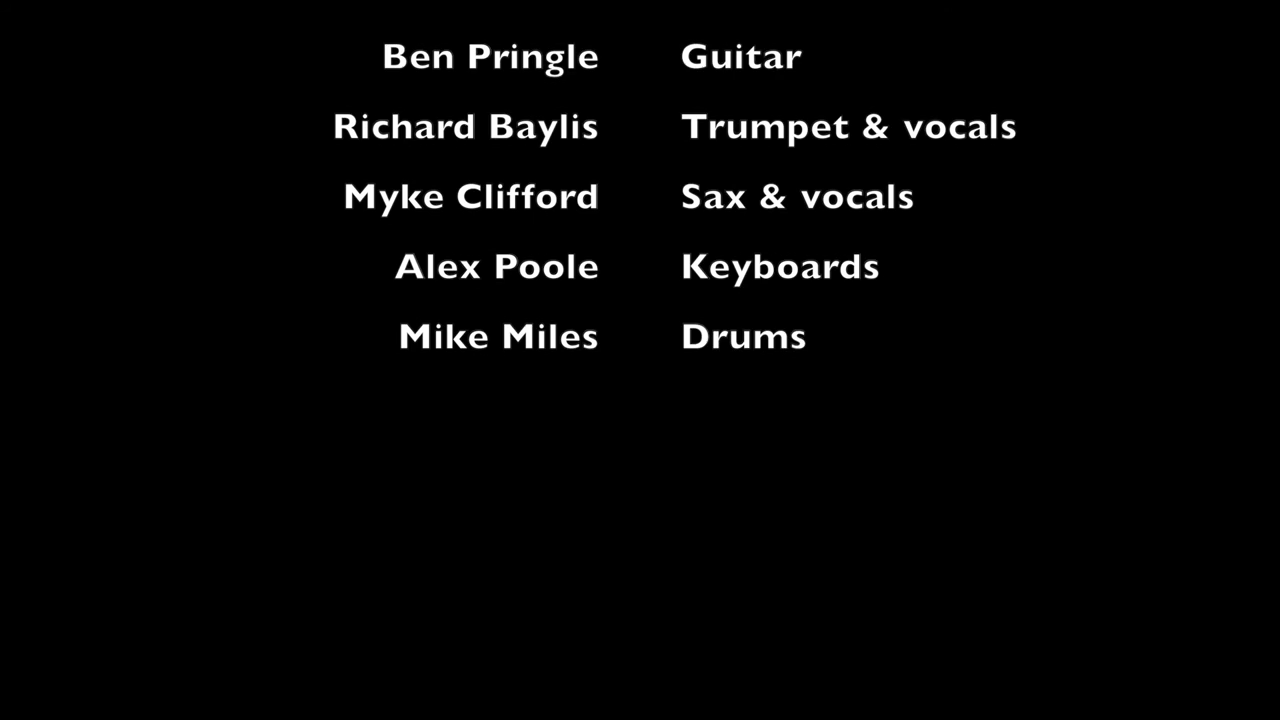 Ben Pringle Guitar
Richard Baylis Trumpet & vocals
Myke Clifford Sax & vocals
Alex Poole Keyboards
Mike Miles Drums